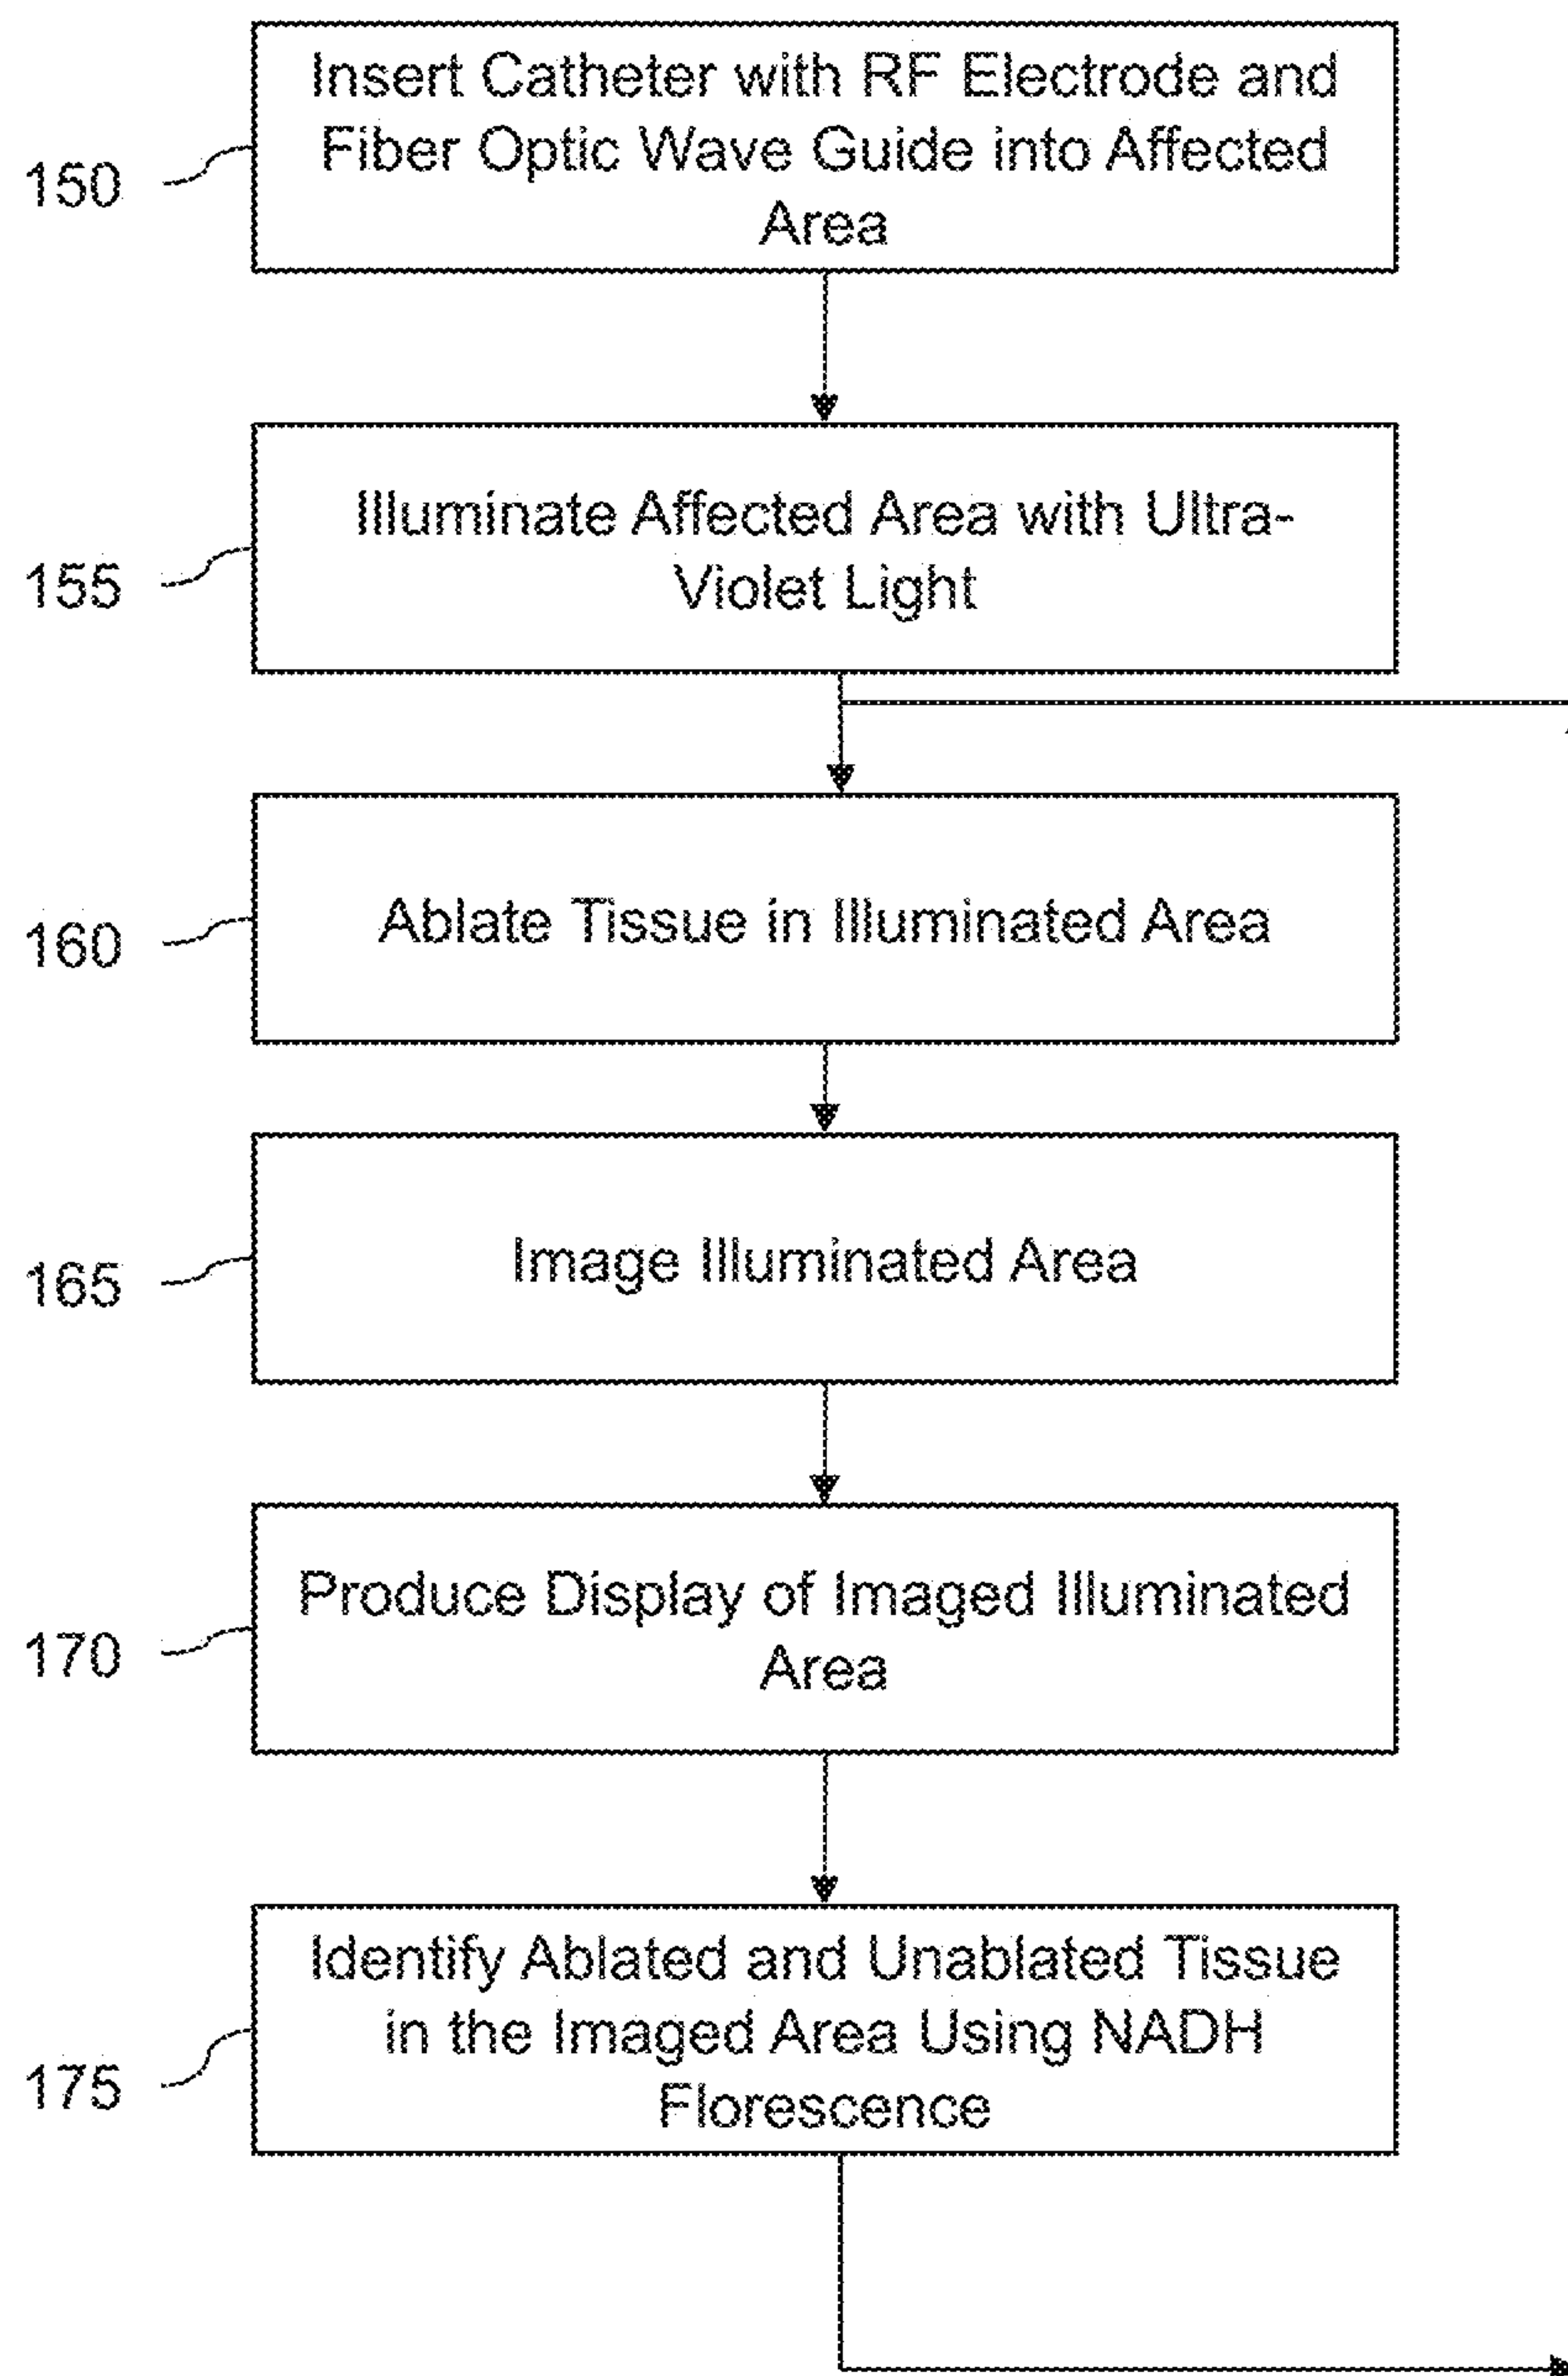 Insert Catheter with RF Electrode and
Fiber Optic Wave Guide into Affected
Area
150
Illuminate Affected Area with Ultra-
Violet Light
155
Ablate Tissue in Illuminated Area
160
Image Illuminated Area
165
Produce Display of Imaged Illuminated
Area
170
Identify Ablated and Unablated Tissue
in the Imaged Area Using NADH
Florescence
175